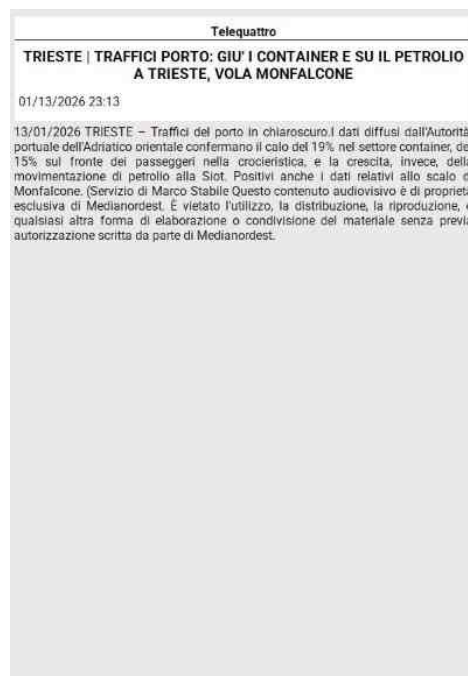 Telequattro
TRIESTE | TRAFFICI PORTO: GIU' I CONTAINER E SU IL PETROLIO
A TRIESTE, VOLA MONFALCONE
01/13/2026 23:13
13/01/2026 TRIESTE – Traffici del porto in chiaroscuro.I dati diffusi dall'Autorità
portuale dell'Adriatico orientale confermano il calo del 19% nel settore container, de
15% sul fronte dei passeggeri nella crocieristica, e la crescita, invece, della
movimentazione di petrolio alla Siot. Positivi anche i dati relativi allo scalo d
Monfalcone. (Servizio di Marco Stabile Questo contenuto audiovisivo è di proprietà
esclusiva di Medianordest. È vietato l'utilizzo, la distribuzione, la riproduzione, o
qualsiasi altra forma di elaborazione o condivisione del materiale senza previa
autorizzazione scritta da parte di Medianordest.